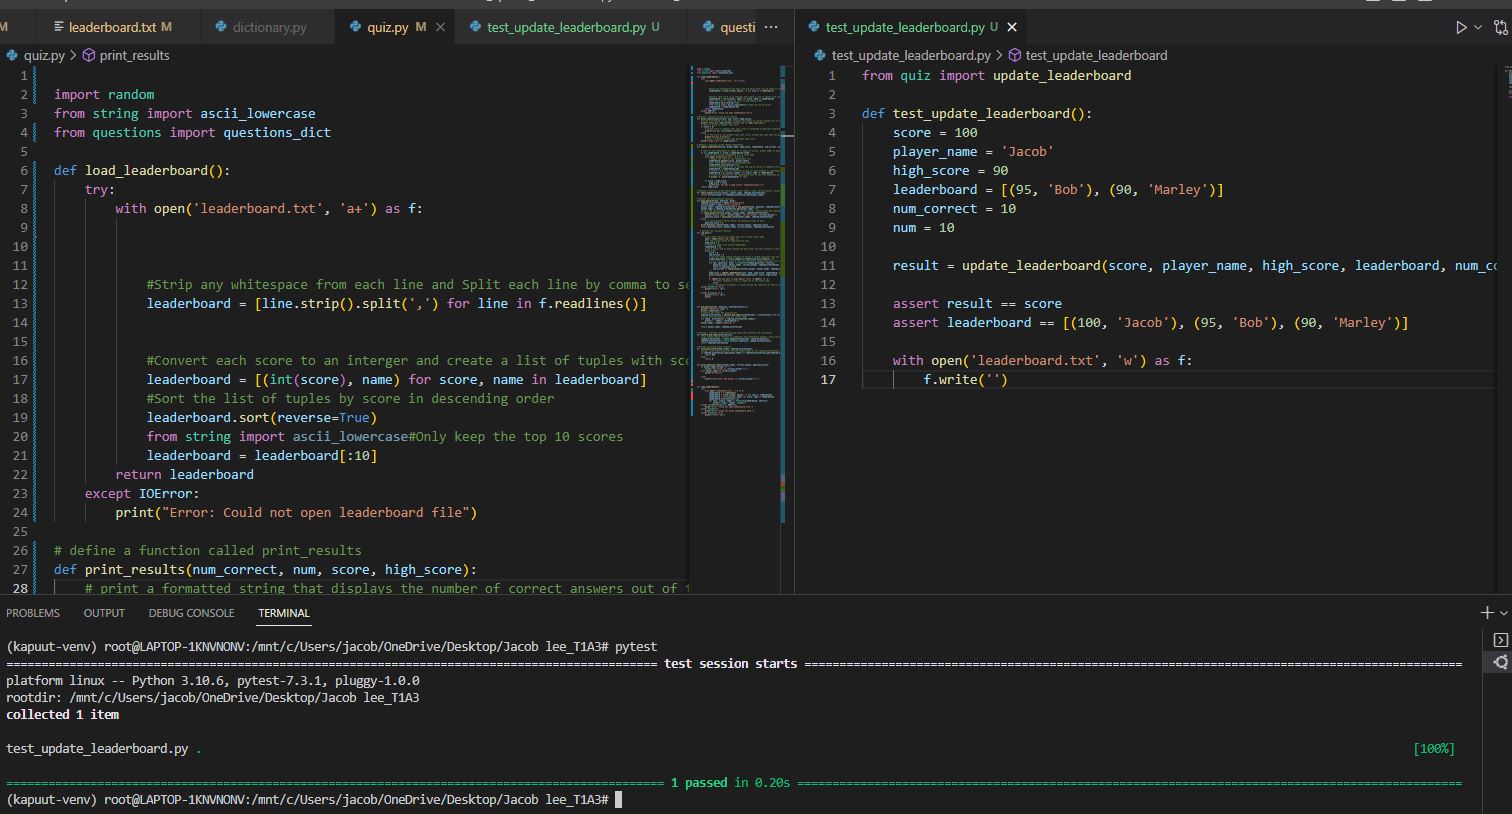 M leaderboard.txt M dictionary.py quiz.py M test_update_leaderboard.py U questi ...
quiz.py > print_results
1
2 import random
3 from string import ascii_lowercase
4 from questions import questions_dict
5
6 def load_leaderboard():
7 try:
8 with open('leaderboard.txt', 'a+') as f:
9
10
11
12 #Strip any whitespace from each line and Split each line by comma to se
13 leaderboard = [line.strip().split(',') for line in f.readlines()]
14
15
16 #Convert each score to an interger and create a list of tuples with sco
17 leaderboard = [(int(score), name) for score, name in leaderboard]
18 #Sort the list of tuples by score in descending order
19 leaderboard.sort(reverse=True)
20 from string import ascii_lowercase#Only keep the top 10 scores
21 leaderboard = leaderboard[:10]
22 return leaderboard
23 except IOError:
24 print("Error: Could not open leaderboard file")
25
26 # define a function called print_results
27 def print_results(num_correct, num, score, high_score):
28 # print a formatted string that displays the number of correct answers out of
test_update_leaderboard.py U
test_update_leaderboard.py > test_update_leaderboard
1 from quiz import update_leaderboard
2
3 def test_update_leaderboard():
4 score = 100
5 player_name = 'Jacob'
6 high_score = 90
7 leaderboard = [(95, 'Bob'), (90, 'Marley')]
8 num_correct = 10
9 num = 10
10
11 result = update_leaderboard(score, player_name, high_score, leaderboard, num_co
12
13 assert result == score
14 assert leaderboard == [(100, 'Jacob'), (95, 'Bob'), (90, 'Marley')]
15
16 with open('leaderboard.txt', 'w') as f:
17 f.write('')
PROBLEMS OUTPUT DEBUG CONSOLE TERMINAL
(kapuut-venv) root@LAPTOP-1KNVNONV:/mnt/c/Users/jacob/OneDrive/Desktop/Jacob lee_T1A3# pytest
test session starts
platform linux -- Python 3.10.6, pytest-7.3.1, pluggy-1.0.0
rootdir: /mnt/c/Users/jacob/OneDrive/Desktop/Jacob lee_T1A3
collected 1 item
test_update_leaderboard.py . [100%]
1 passed in 0.20s
(kapuut-venv) root@LAPTOP-1KNVNONV:/mnt/c/Users/jacob/OneDrive/Desktop/Jacob lee_T1A3#